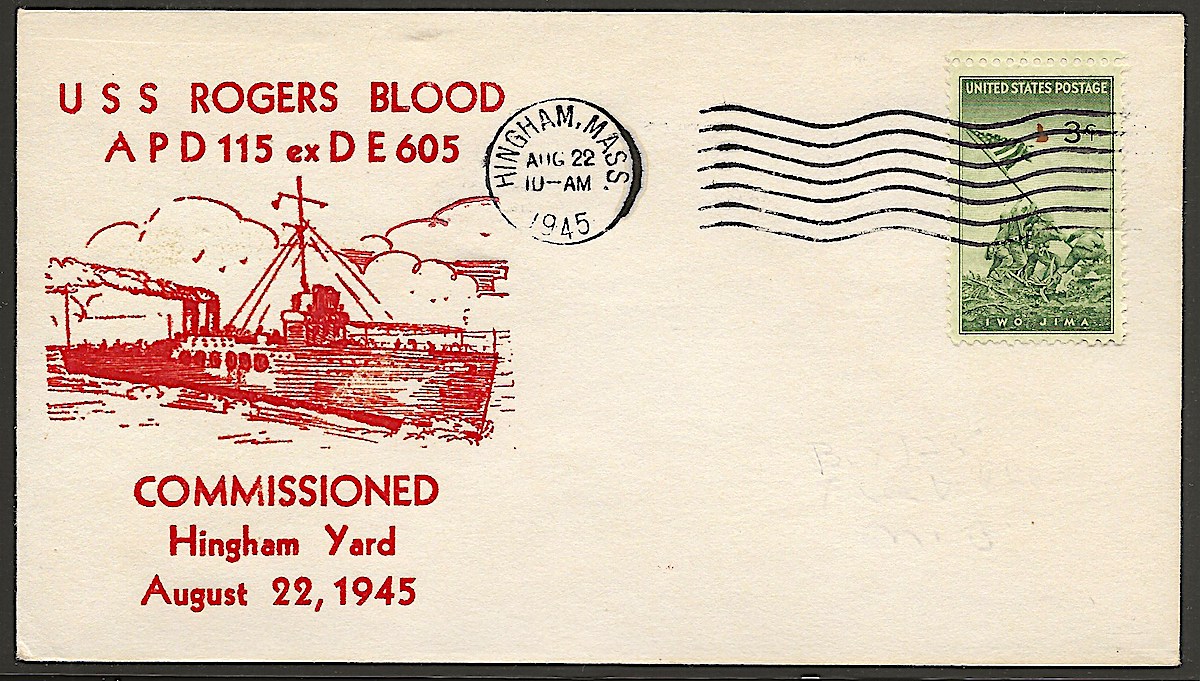 USS ROGERS BLOOD
APD 115 ex DE 605
HINGHAM, MASS.
AUG 22
10-AM
1945
UNITED STATES POSTAGE
3¢
IWO JIMA
COMMISSIONED
Hingham Yard
August 22, 1945